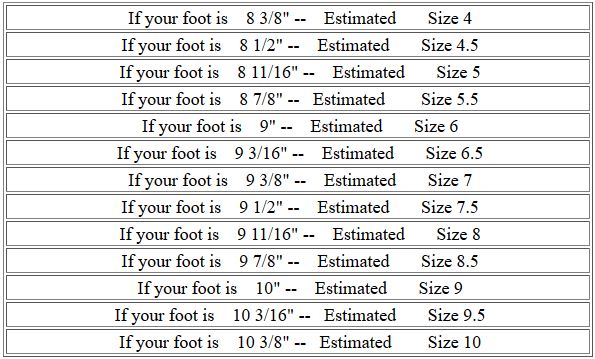 If your foot is 8 3/8" -- Estimated Size 4
If your foot is 8 1/2" -- Estimated Size 4.5
If your foot is 8 11/16" -- Estimated Size 5
If your foot is 8 7/8" -- Estimated Size 5.5
If your foot is 9" -- Estimated Size 6
If your foot is 9 3/16" -- Estimated Size 6.5
If your foot is 9 3/8" -- Estimated Size 7
If your foot is 9 1/2" -- Estimated Size 7.5
If your foot is 9 11/16" -- Estimated Size 8
If your foot is 9 7/8" -- Estimated Size 8.5
If your foot is 10" -- Estimated Size 9
If your foot is 10 3/16" -- Estimated Size 9.5
If your foot is 10 3/8" -- Estimated Size 10